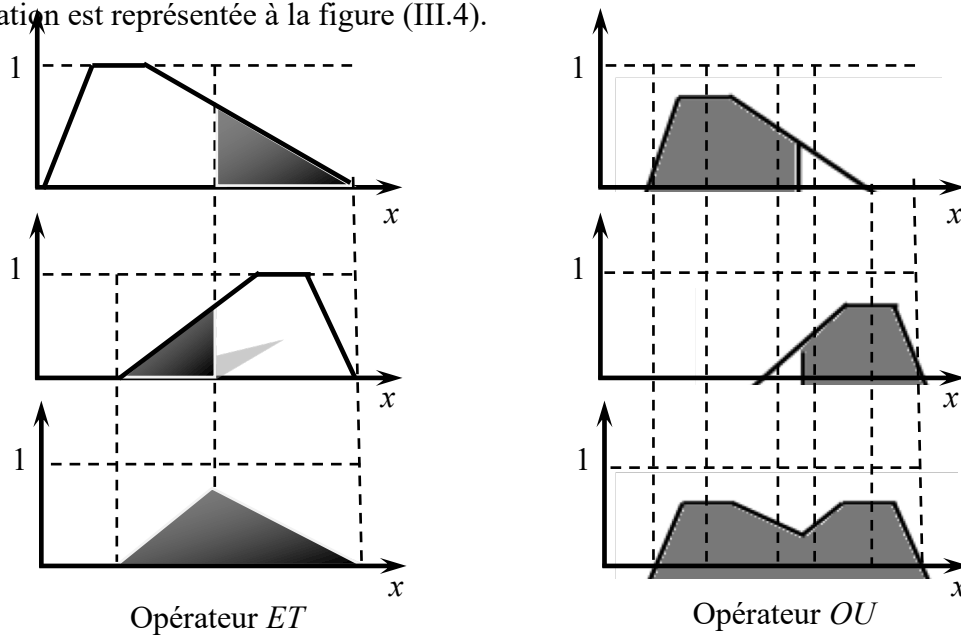 ation est représentée à la figure (III.4).
1
x
1
x
1
x
Opérateur ET
1
x
1
x
1
x
Opérateur OU